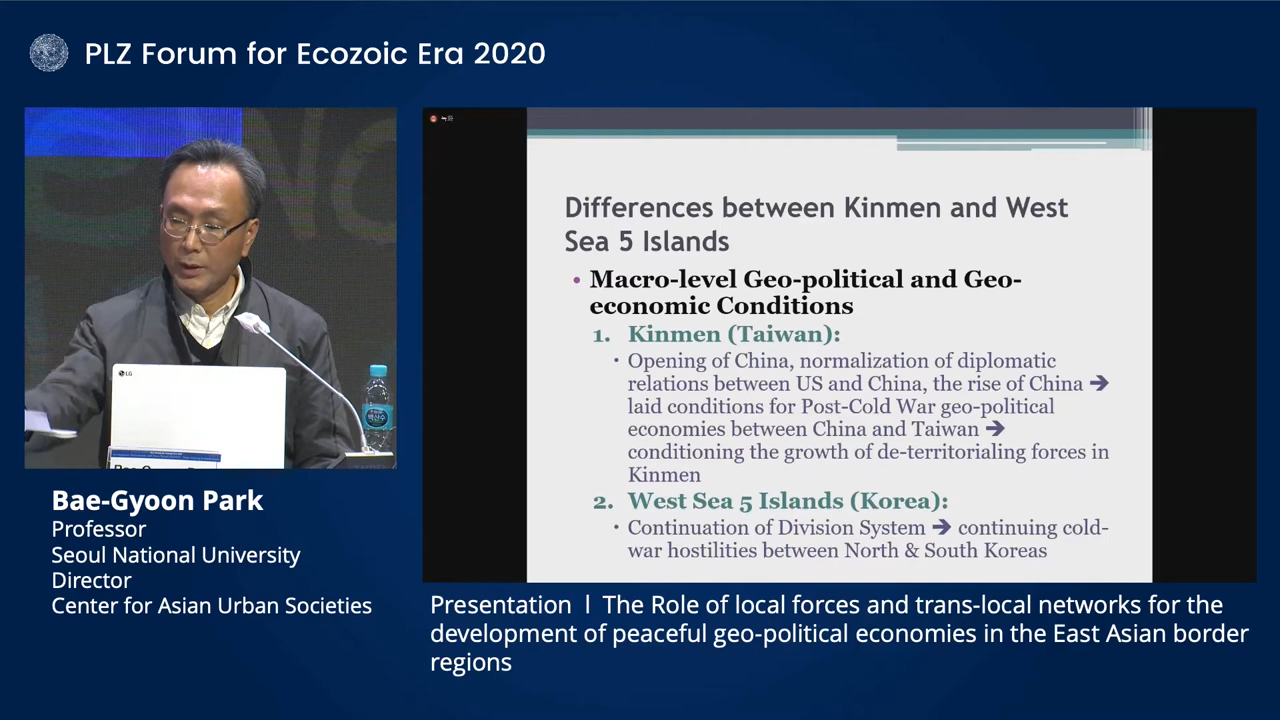 PLZ Forum for Ecozoic Era 2020
LG
Differences between Kinmen and West
Sea 5 Islands
• Macro-level Geo-political and Geo-
economic Conditions
1. Kinmen (Taiwan):
• Opening of China, normalization of diplomatic
relations between US and China, the rise of China ➔
laid conditions for Post-Cold War geo-political
economies between China and Taiwan ➔
conditioning the growth of de-territorialing forces in
Kinmen
2. West Sea 5 Islands (Korea):
• Continuation of Division System ➔ continuing cold-
war hostilities between North & South Koreas
Bae-Gyoon Park
Professor
Seoul National University
Director
Center for Asian Urban Societies
Presentation l The Role of local forces and trans-local networks for the
development of peaceful geo-political economies in the East Asian border
regions